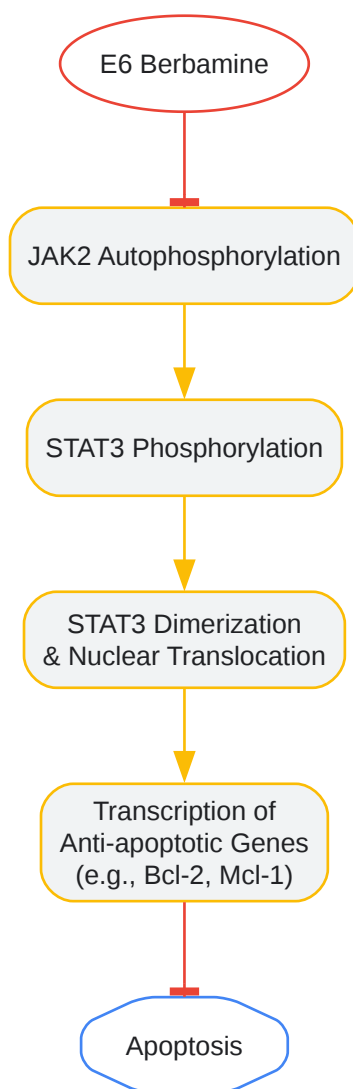 E6 Berbamine
JAK2 Autophosphorylation
STAT3 Phosphorylation
STAT3 Dimerization
& Nuclear Translocation
Transcription of
Anti-apoptotic Genes
(e.g., Bcl-2, Mcl-1)
Apoptosis